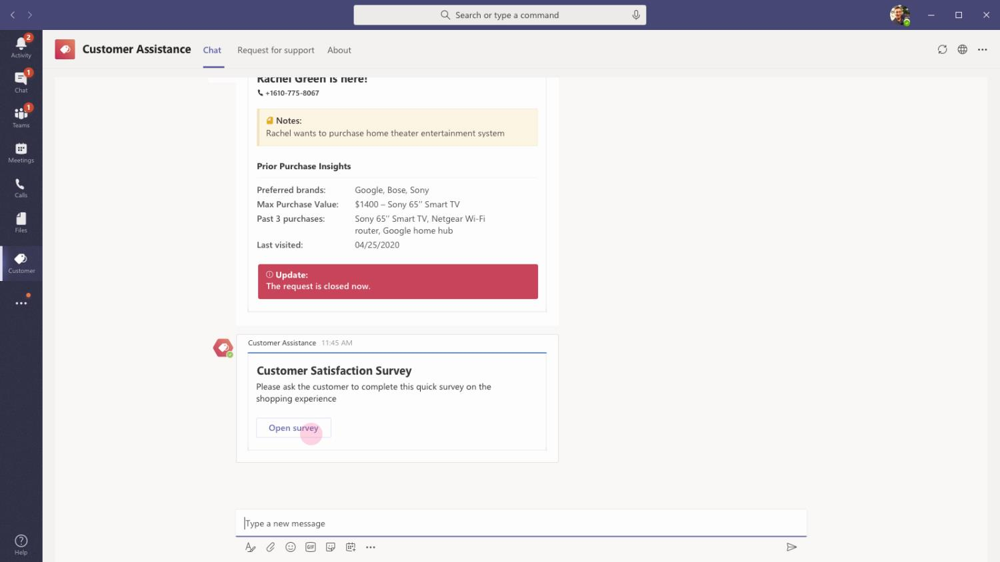 Search or type a command
2
Activity
1
Chat
1
Teams
Meetings
Calls
Files
Customer
Help
Customer Assistance
Chat
Request for support
About
Rachel Green is here!
+1610-775-8067
Notes:
Rachel wants to purchase home theater entertainment system
Prior Purchase Insights
Preferred brands: Google, Bose, Sony
Max Purchase Value: $1400 – Sony 65’’ Smart TV
Past 3 purchases: Sony 65’’ Smart TV, Netgear Wi-Fi
router, Google home hub
Last visited: 04/25/2020
Update:
The request is closed now.
Customer Assistance 11:45 AM
Customer Satisfaction Survey
Please ask the customer to complete this quick survey on the
shopping experience
Open survey
Type a new message
GIF